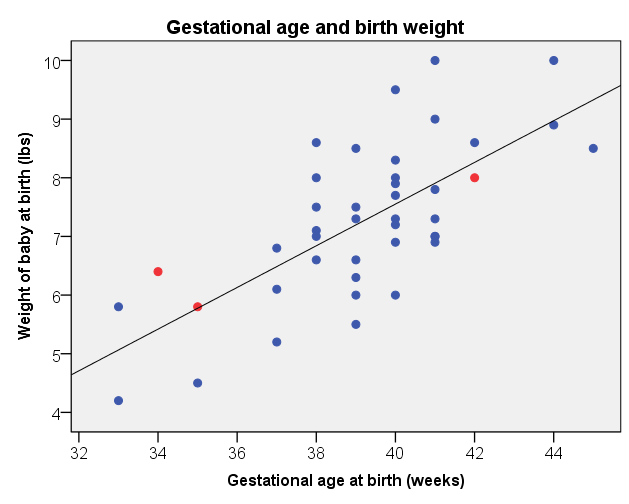 Gestational age and birth weight
Weight of baby at birth (lbs)
10
9
8
7
6
5
4
32 34 36 38 40 42 44
Gestational age at birth (weeks)